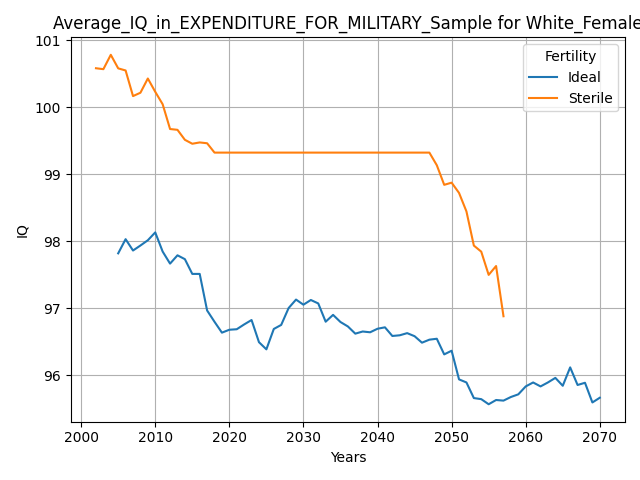 Average_IQ_in_EXPENDITURE_FOR_MILITARY_Sample for White_Female
101
100
99
98
97
96
IQ
Fertility
Ideal
Sterile
2000 2010 2020 2030 2040 2050 2060 2070
Years